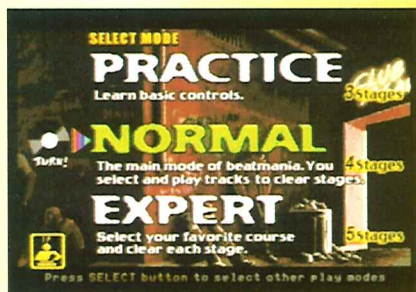 SELECT MODE
PRACTICE
Learn basic controls.
3Stages
TURN!
NORMAL
The main mode of beatmania. You
select and play tracks to clear stages.
4Stages
EXPERT
Select your favorite course
and clear each stage.
5Stages
Press SELECT button to select other play modes
CLUB